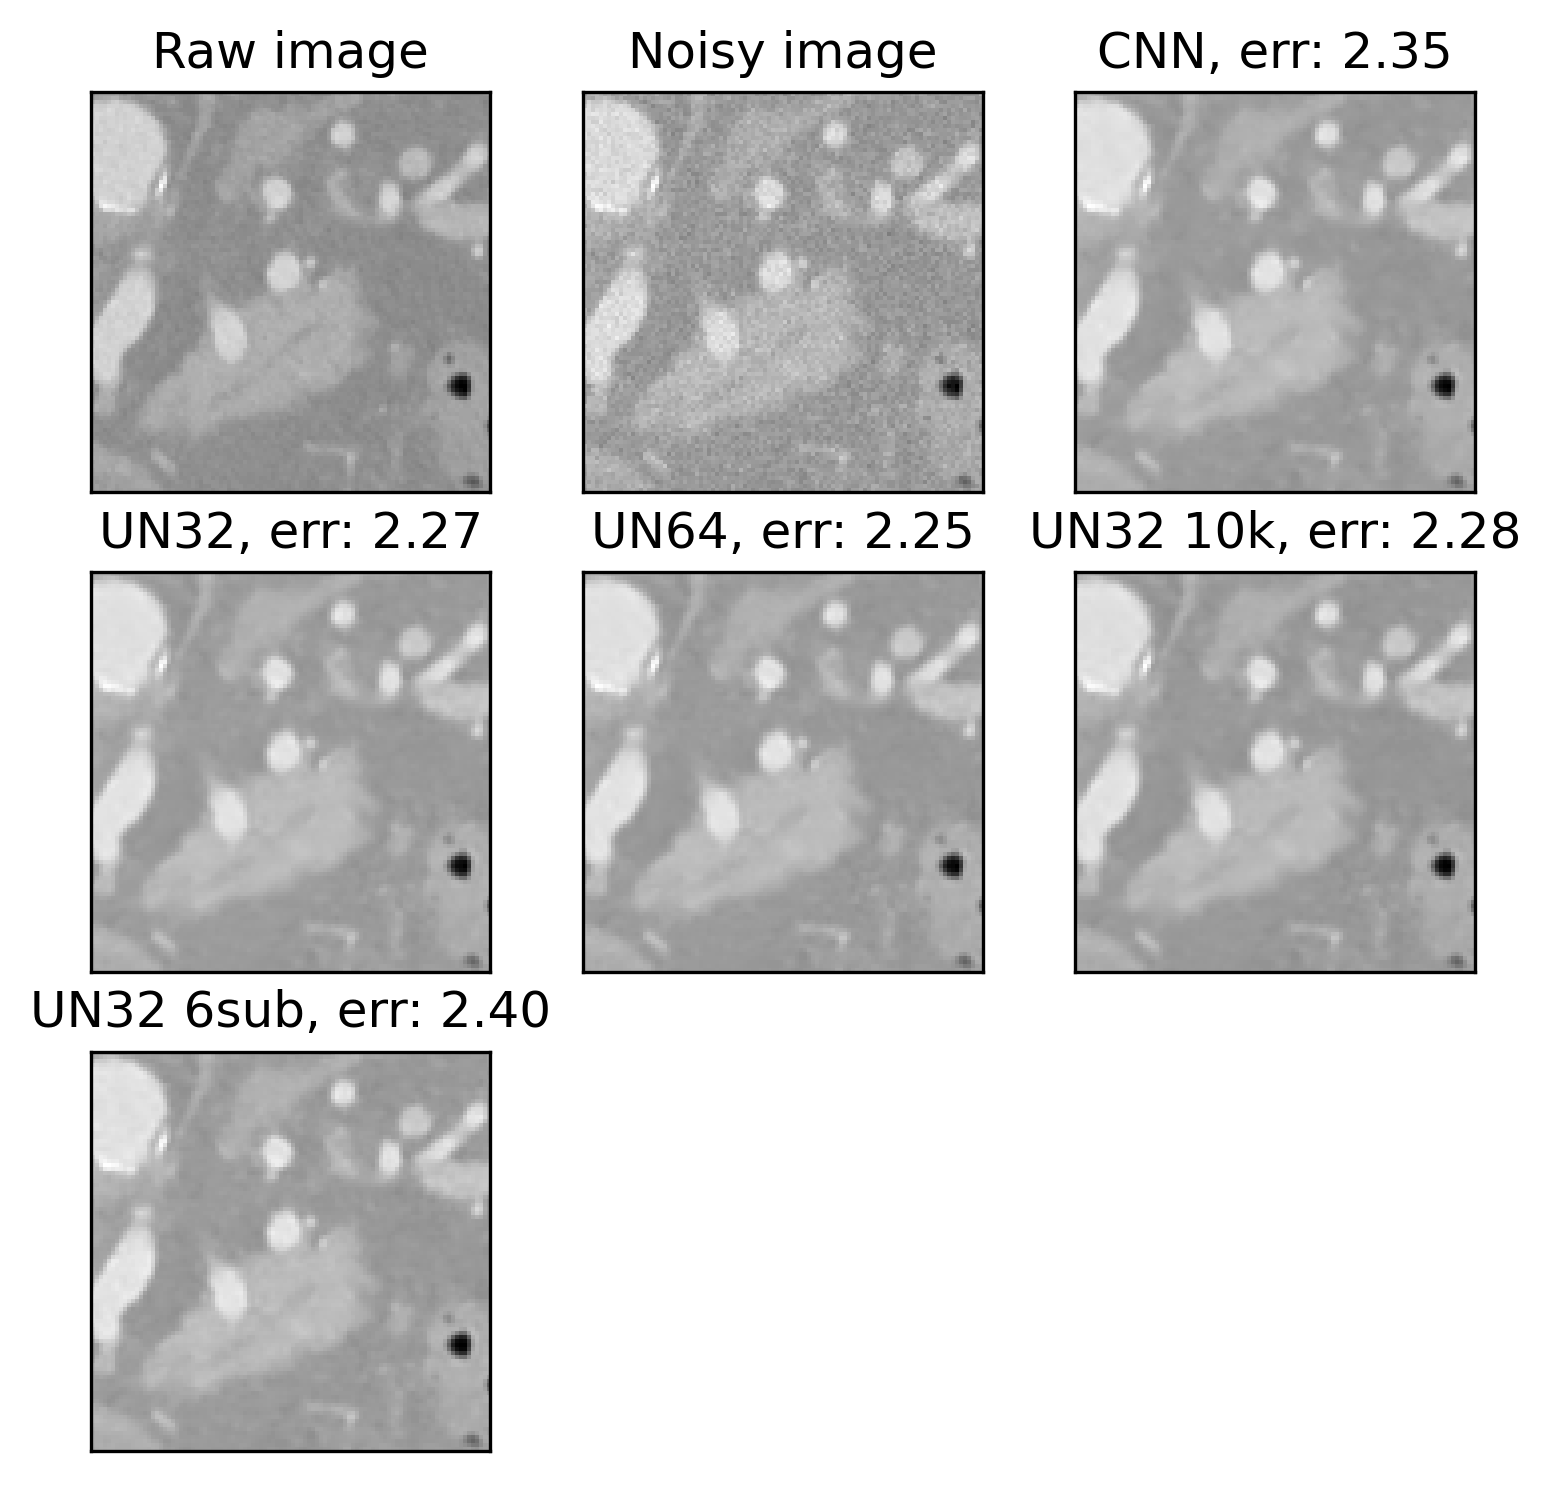 Raw image
Noisy image
CNN, err: 2.35
UN32, err: 2.27
UN64, err: 2.25
UN32 10k, err: 2.28
UN32 6sub, err: 2.40